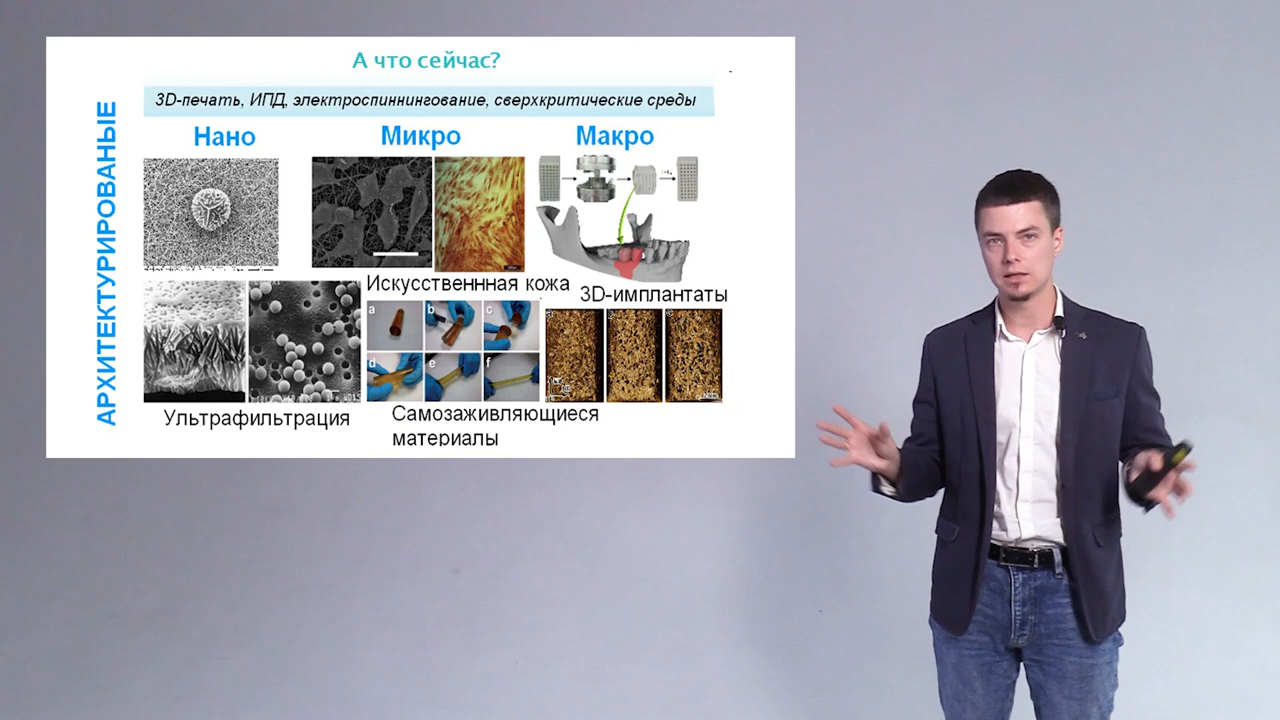 А что сейчас?
3D-печать, ИПД, электроспиннингование, сверхкритические среды
АРХИТЕКТУРИРОВАНЫЕ
Нано
Микро
Макро
Искусственнная кожа
3D-имплантаты
a
b
c
d
e
f
Ультрафильтрация
Самозаживляющиеся
материалы